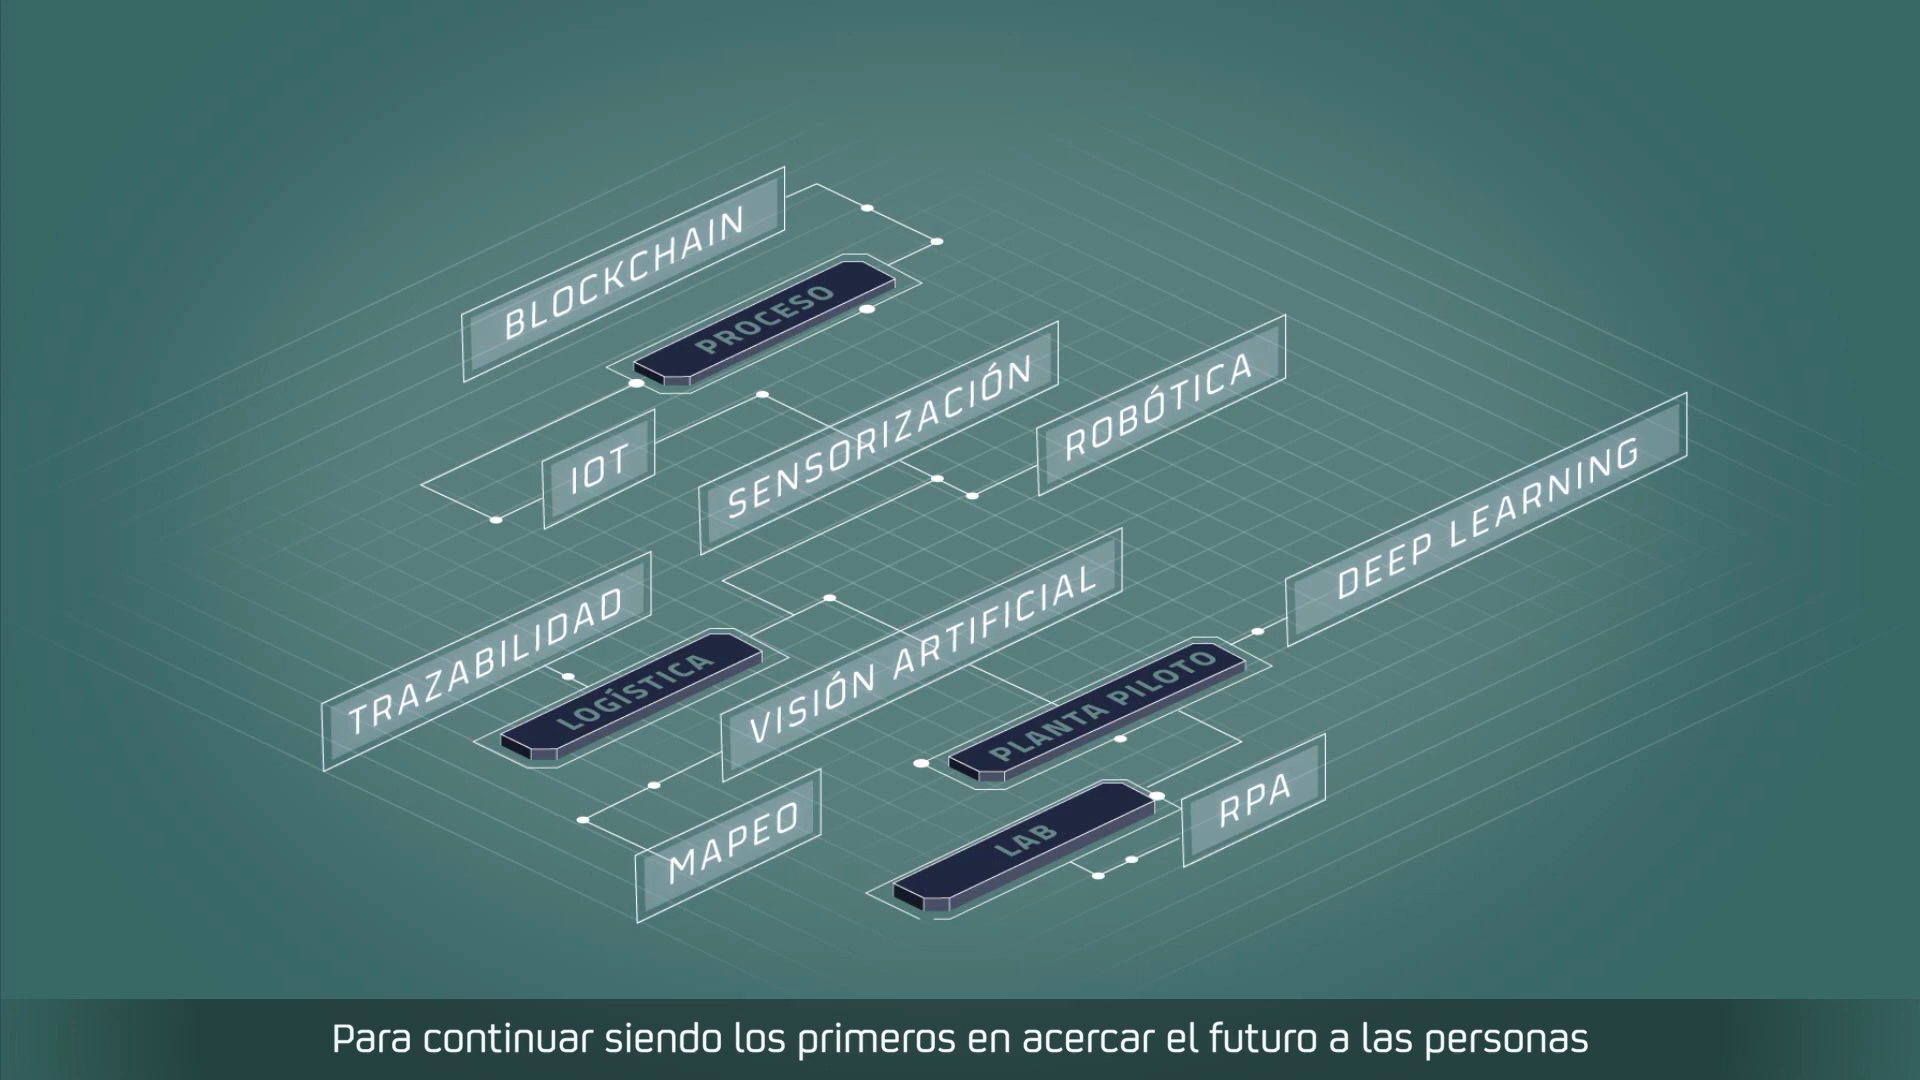 BLOCKCHAIN
PROCESO
IOT
SENSORIZACIÓN
ROBÓTICA
DEEP LEARNING
TRAZABILIDAD
LOGÍSTICA
VISIÓN ARTIFICIAL
PLANTA PILOTO
MAPEO
LAB
RPA
Para continuar siendo los primeros en acercar el futuro a las personas